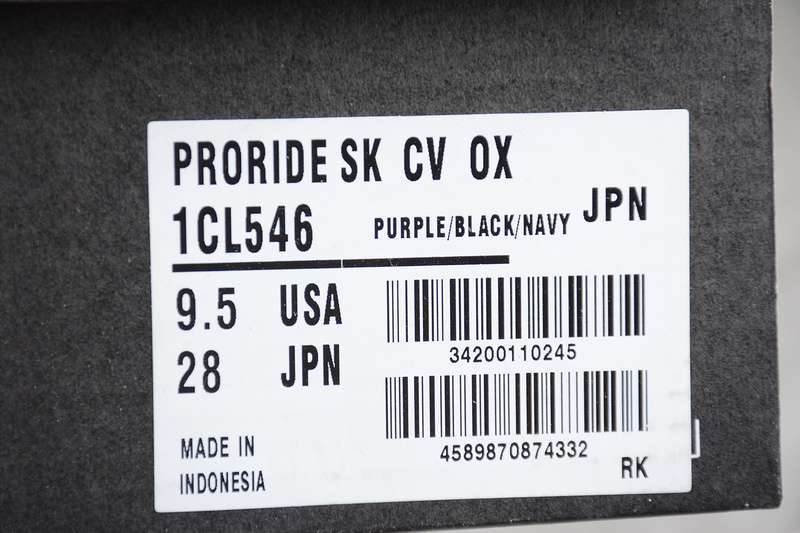 PRORIDE SK CV OX
1CL546 PURPLE/BLACK/NAVY JPN
9.5 USA
28 JPN
34200110245
4589870874332
MADE IN
INDONESIA
RK